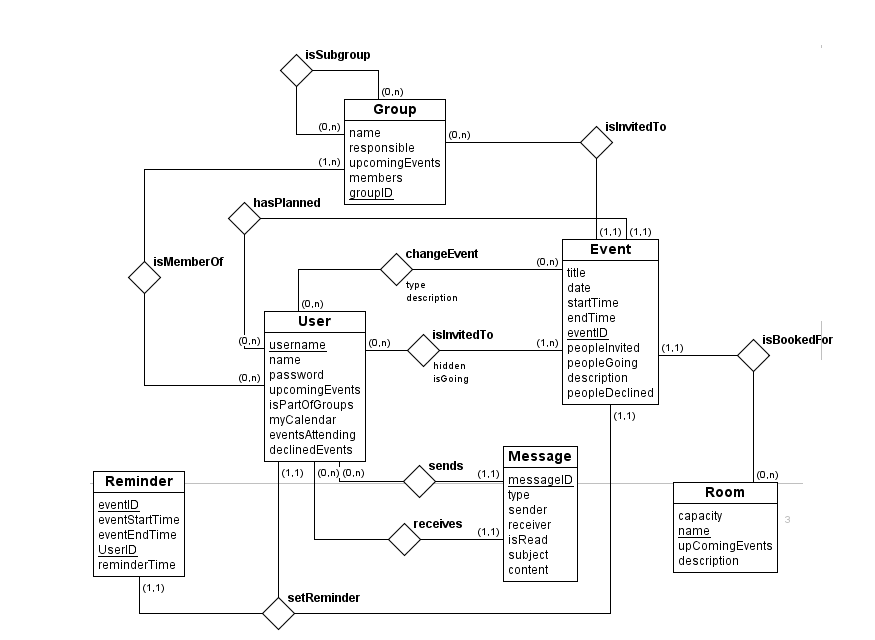 isSubgroup
(0,n)
Group
(0,n)
(0,n)
isInvitedTo
name
responsible
(1,n)
upcomingEvents
members
groupID
hasPlanned
(1,1)
(1,1)
Event
changeEvent
(0,n)
isMemberOf
title
date
startTime
endTime
eventID
peopleInvited
peopleGoing
description
peopleDeclined
type
description
(0,n)
User
isInvitedTo
(0,n)
(0,n)
(1,n)
(1,1)
isBookedFor
username
name
password
upcomingEvents
isPartOfGroups
myCalendar
eventsAttending
declinedEvents
hidden
isGoing
(0,n)
(1,1)
(1,1)
(0,n)
(0,n)
sends
(1,1)
Message
messageID
type
sender
receiver
isRead
subject
content
(0,n)
Reminder
eventID
eventStartTime
eventEndTime
UserID
reminderTime
Room
capacity
name
upComingEvents
description
3
receives
(1,1)
(1,1)
setReminder